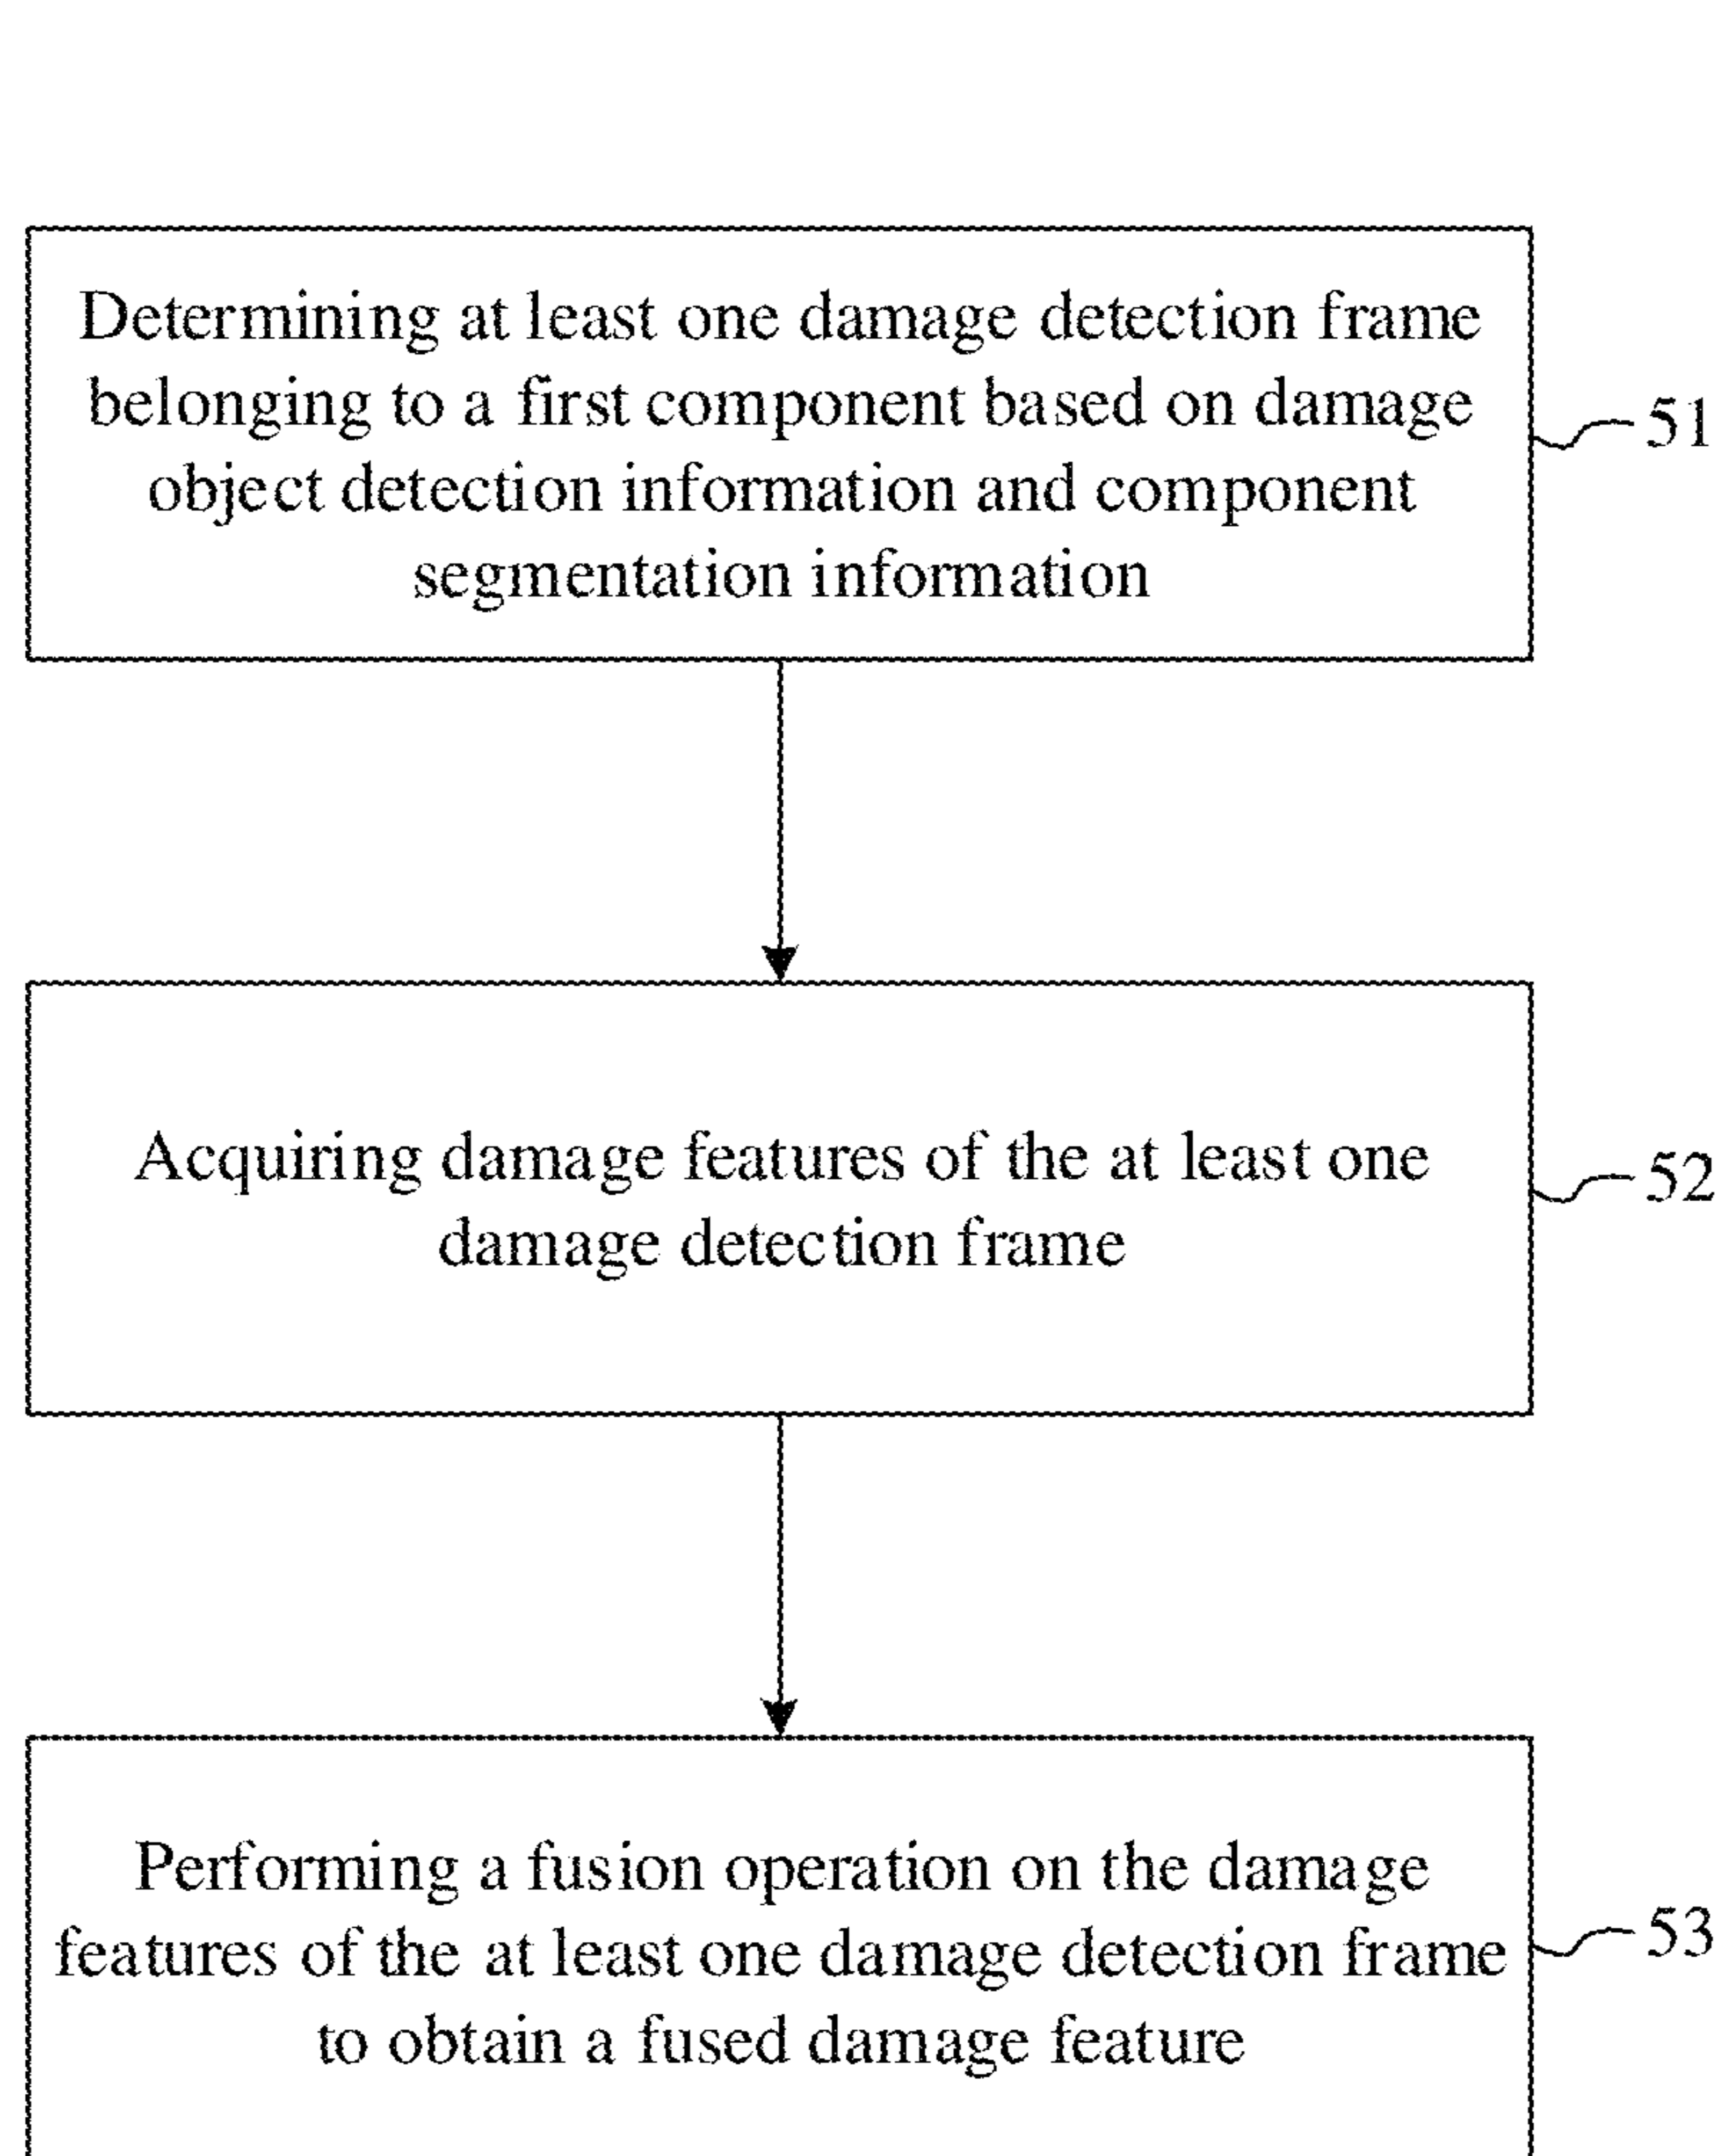 Determining at least one damage detection frame
belonging to a first component based on damage
object detection information and component
segmentation information
51
Acquiring damage features of the at least one
damage detection frame
52
Performing a fusion operation on the damage
features of the at least one damage detection frame
to obtain a fused damage feature
53